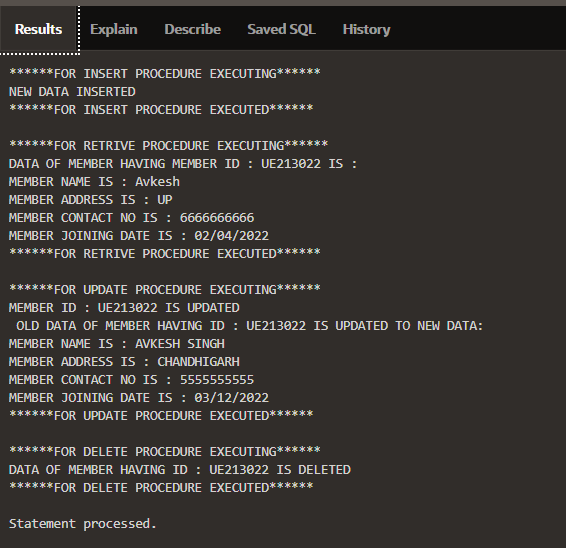 Results Explain Describe Saved SQL History
******FOR INSERT PROCEDURE EXECUTING******
NEW DATA INSERTED
******FOR INSERT PROCEDURE EXECUTED******
******FOR RETRIVE PROCEDURE EXECUTING******
DATA OF MEMBER HAVING MEMBER ID : UE213022 IS :
MEMBER NAME IS : Avkesh
MEMBER ADDRESS IS : UP
MEMBER CONTACT NO IS : 6666666666
MEMBER JOINING DATE IS : 02/04/2022
******FOR RETRIVE PROCEDURE EXECUTED******
******FOR UPDATE PROCEDURE EXECUTING******
MEMBER ID : UE213022 IS UPDATED
OLD DATA OF MEMBER HAVING ID : UE213022 IS UPDATED TO NEW DATA:
MEMBER NAME IS : AVKESH SINGH
MEMBER ADDRESS IS : CHANDHIGARH
MEMBER CONTACT NO IS : 5555555555
MEMBER JOINING DATE IS : 03/12/2022
******FOR UPDATE PROCEDURE EXECUTED******
******FOR DELETE PROCEDURE EXECUTING******
DATA OF MEMBER HAVING ID : UE213022 IS DELETED
******FOR DELETE PROCEDURE EXECUTED******
Statement processed.